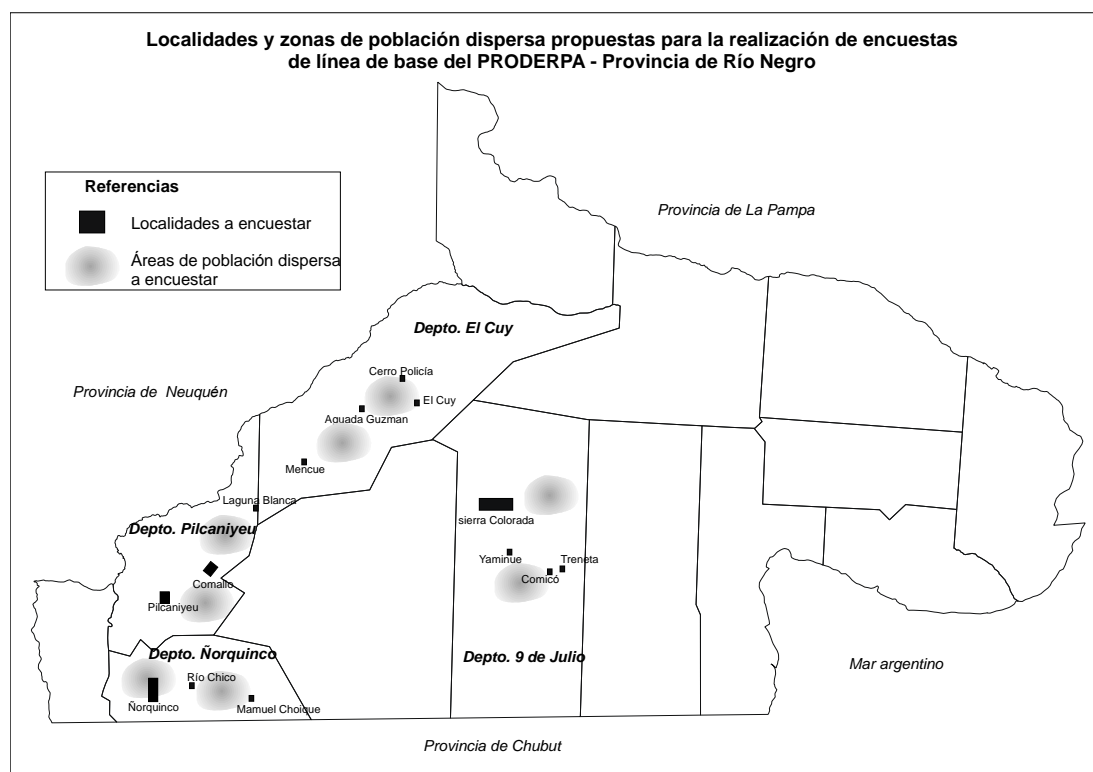 Localidades y zonas de población dispersa propuestas para la realización de encuestas
de línea de base del PRODERPA - Provincia de Río Negro
Referencias
Localidades a encuestar
Áreas de población dispersa
a encuestar
Provincia de La Pampa
Depto. El Cuy
Provincia de Neuquén
Cerro Policía
El Cuy
Aguada Guzman
Mencue
Laguna Blanca
Depto. Pilcaniyeu
sierra Colorada
Yaminue
Treneta
Comicó
Comallo
Pilcaniyeu
Depto. Ñorquinco
Depto. 9 de Julio
Río Chico
Ñorquinco
Mamuel Choique
Mar argentino
Provincia de Chubut